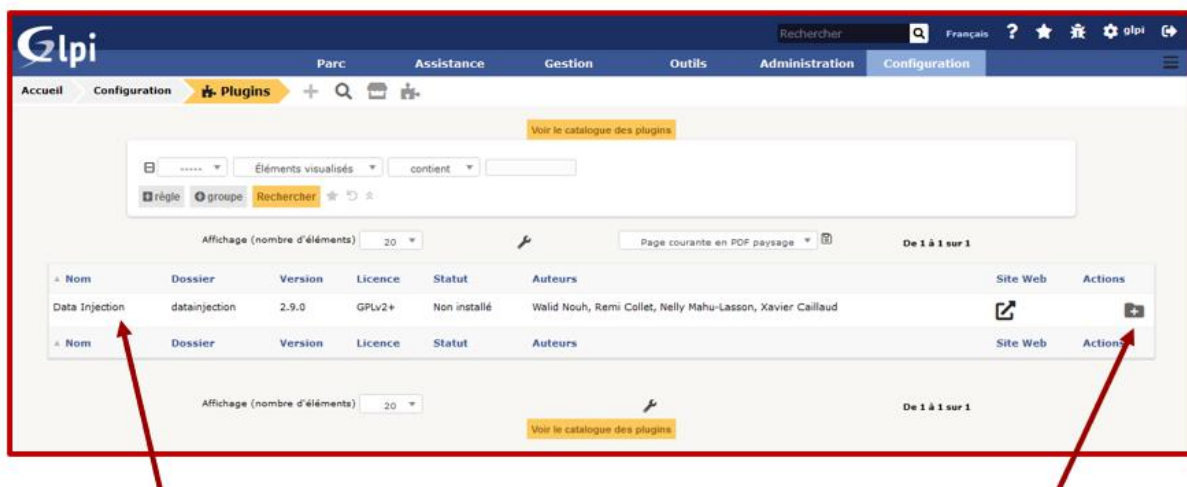 Glpi
Rechercher Français ? glpi
Parc Assistance Gestion Outils Administration Configuration
Accueil Configuration Plugins
Voir le catalogue des plugins
----- Éléments visualisés contient
règle groupe Rechercher
Affichage (nombre d'éléments) 20 Page courante en PDF paysage De 1 à 1 sur 1
Nom Dossier Version Licence Statut Auteurs Site Web Actions
Data Injection datainjection 2.9.0 GPLv2+ Non installé Walid Nouh, Remi Collet, Nelly Mahu-Lasson, Xavier Caillaud
Nom Dossier Version Licence Statut Auteurs Site Web Actions
Affichage (nombre d'éléments) 20 De 1 à 1 sur 1
Voir le catalogue des plugins